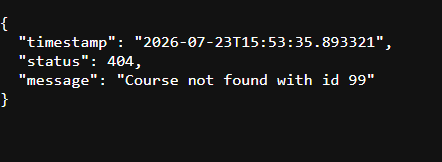 {
"timestamp": "2026-07-23T15:53:35.893321",
"status": 404,
"message": "Course not found with id 99"
}